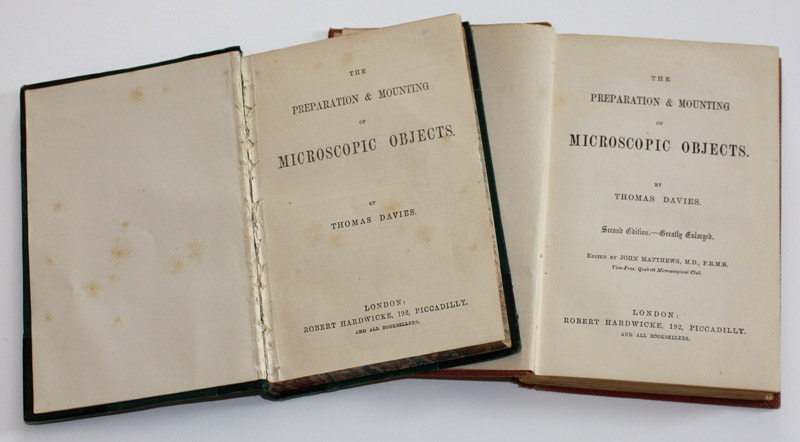 THE
PREPARATION & MOUNTING
OF
MICROSCOPIC OBJECTS.
BY
THOMAS DAVIES.
LONDON:
ROBERT HARDWICKE, 192, PICCADILLY,
AND ALL BOOKSELLERS.
THE
PREPARATION & MOUNTING
OF
MICROSCOPIC OBJECTS.
BY
THOMAS DAVIES.
Second Edition.—Greatly Enlarged.
EDITED BY JOHN MATTHEWS, M.D., F.R.M.S.
Vice-Pres. Quekett Microscopical Club.
LONDON:
ROBERT HARDWICKE, 192, PICCADILLY.
AND ALL BOOKSELLERS.